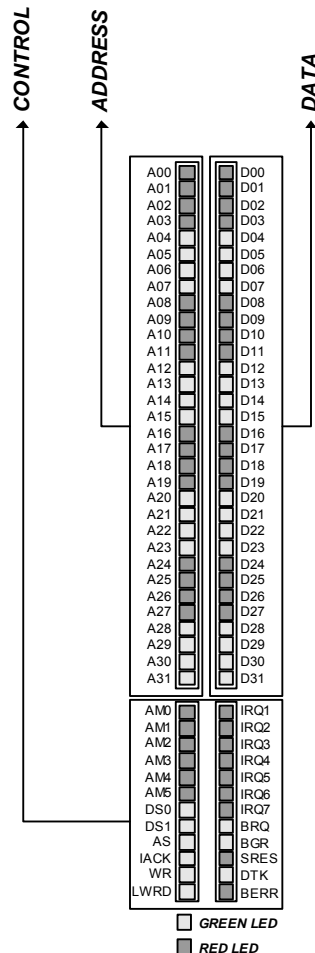 CONTROL
ADDRESS
DATA
A00 D00
A01 D01
A02 D02
A03 D03
A04 D04
A05 D05
A06 D06
A07 D07
A08 D08
A09 D09
A10 D10
A11 D11
A12 D12
A13 D13
A14 D14
A15 D15
A16 D16
A17 D17
A18 D18
A19 D19
A20 D20
A21 D21
A22 D22
A23 D23
A24 D24
A25 D25
A26 D26
A27 D27
A28 D28
A29 D29
A30 D30
A31 D31
AM0 IRQ1
AM1 IRQ2
AM2 IRQ3
AM3 IRQ4
AM4 IRQ5
AM5 IRQ6
DS0 IRQ7
DS1 BRQ
AS BGR
IACK SRES
WR DTK
LWRD BERR
GREEN LED
RED LED